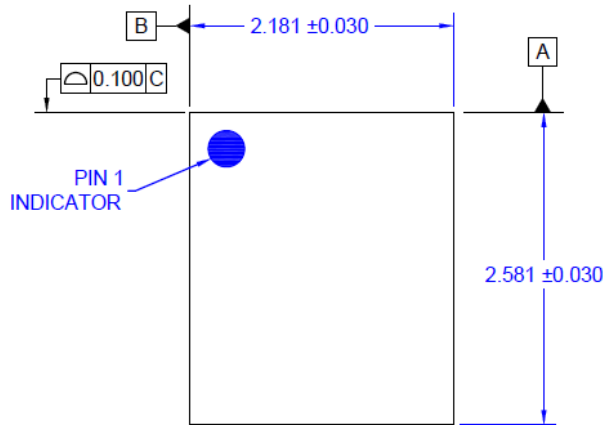 B
2.181 ±0.030
A
⌓ 0.100 C
PIN 1
INDICATOR
2.581 ±0.030